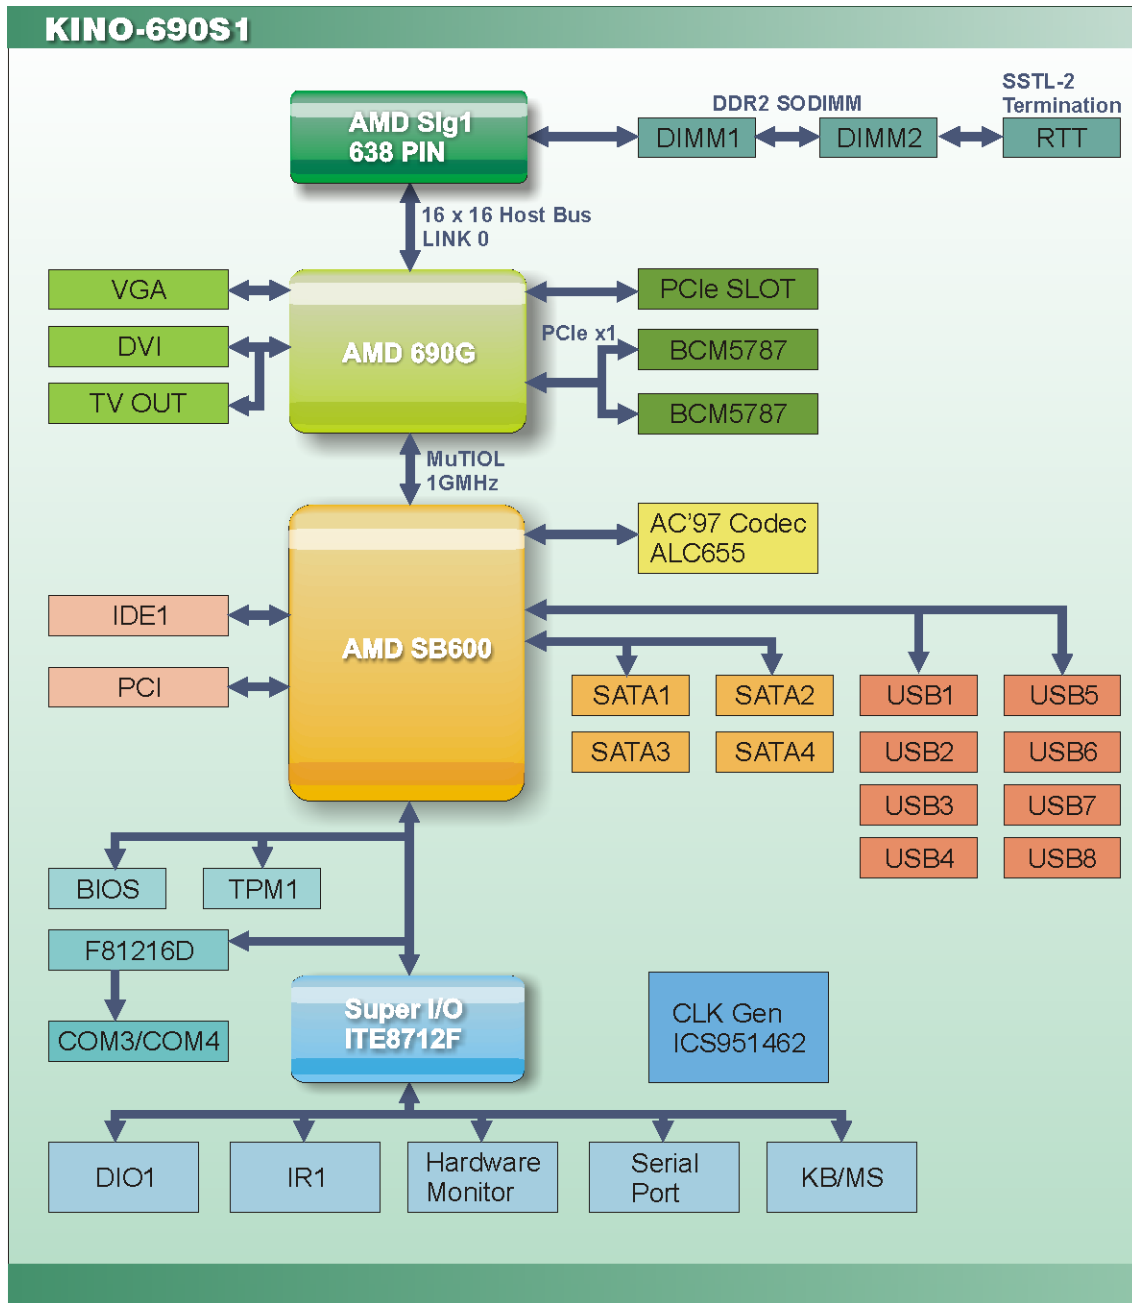 KINO-690S1
AMD Slg1
638 PIN
DDR2 SODIMM
SSTL-2
Termination
DIMM1
DIMM2
RTT
16 x 16 Host Bus
LINK 0
VGA
DVI
TV OUT
AMD 690G
PCIe SLOT
PCIe x1
BCM5787
BCM5787
MuTIOL
1GMHz
AC'97 Codec
ALC655
IDE1
PCI
AMD SB600
SATA1
SATA2
USB1
USB5
SATA3
SATA4
USB2
USB6
USB3
USB7
USB4
USB8
BIOS
TPM1
F81216D
COM3/COM4
Super I/O
ITE8712F
CLK Gen
ICS951462
DIO1
IR1
Hardware
Monitor
Serial
Port
KB/MS